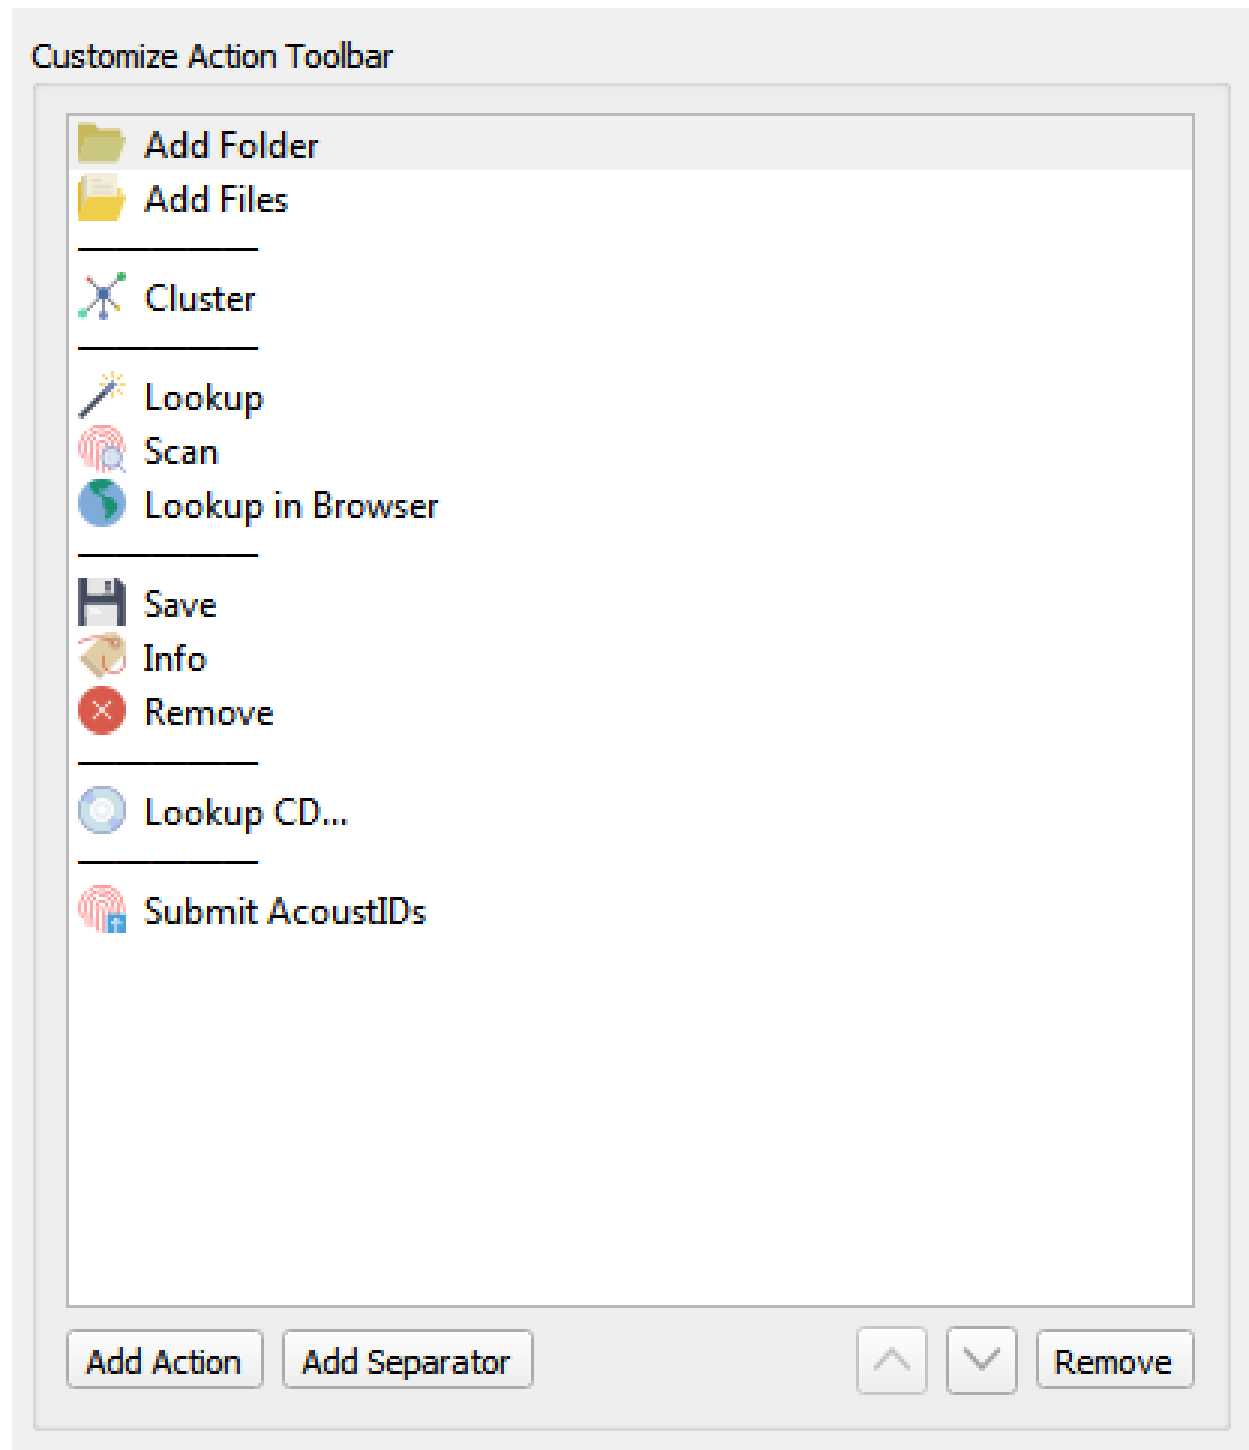 Customize Action Toolbar
Add Folder
Add Files
Cluster
Lookup
Scan
Lookup in Browser
Save
Info
Remove
Lookup CD...
Submit AcoustIDs
Add Action Add Separator Remove